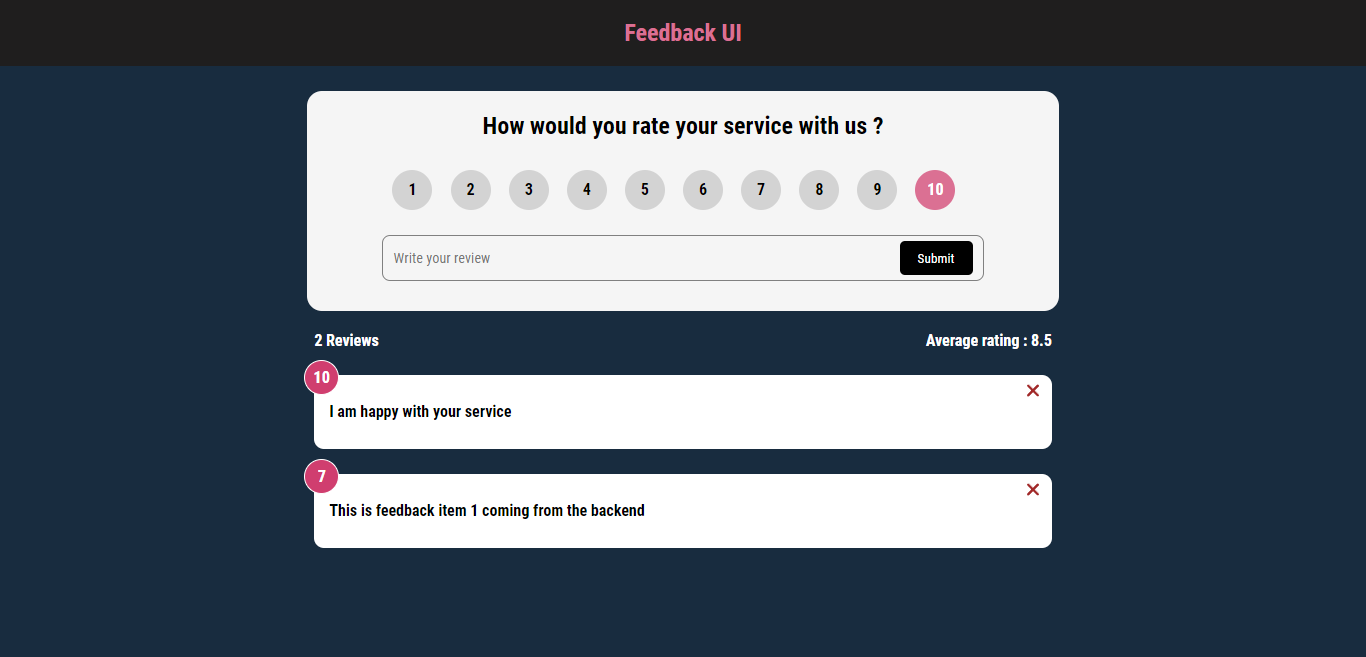 Feedback UI
How would you rate your service with us ?
1 2 3 4 5 6 7 8 9 10
Write your review Submit
2 Reviews Average rating : 8.5
10
I am happy with your service
7
This is feedback item 1 coming from the backend